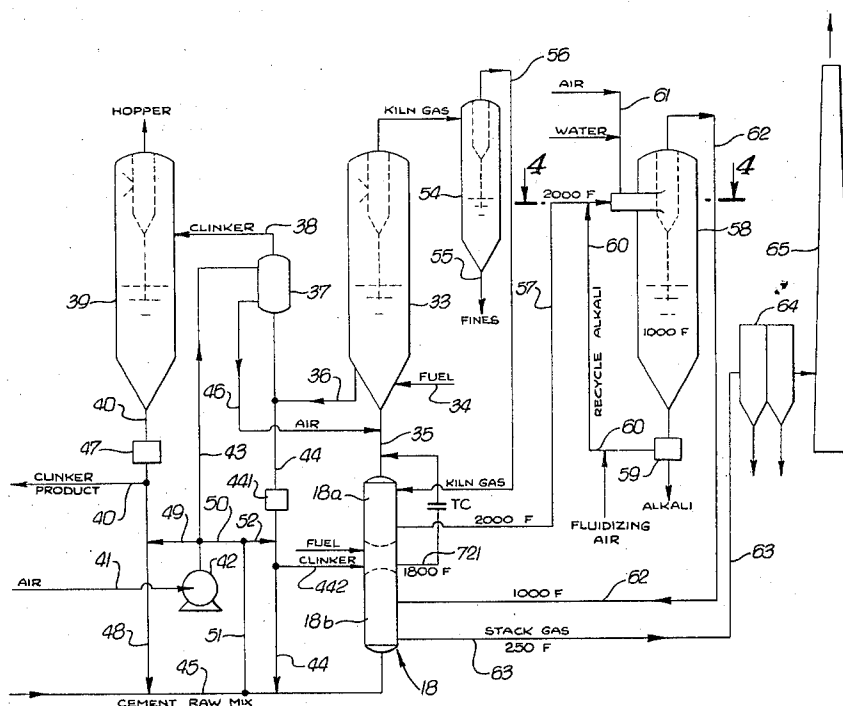 56
KILN GAS
AIR
61
HOPPER
WATER
62
4
4
54
2000 F
CLINKER
38
60
58
65
55
57
37
39
33
64
FINES
1000 F
36
FUEL
34
RECYCLE ALKALI
46
40
43
AIR
35
60
47
44
59
CLINKER
PRODUCT
441
18a
KILN GAS
TC
40
49
50
52
2000 F
ALKALI
FLUIDIZING
AIR
FUEL
721
63
41
42
CLINKER
1800 F
AIR
442
62
1000 F
18b
48
51
STACK GAS
250 F
44
63
18
45
CEMENT RAW MIX